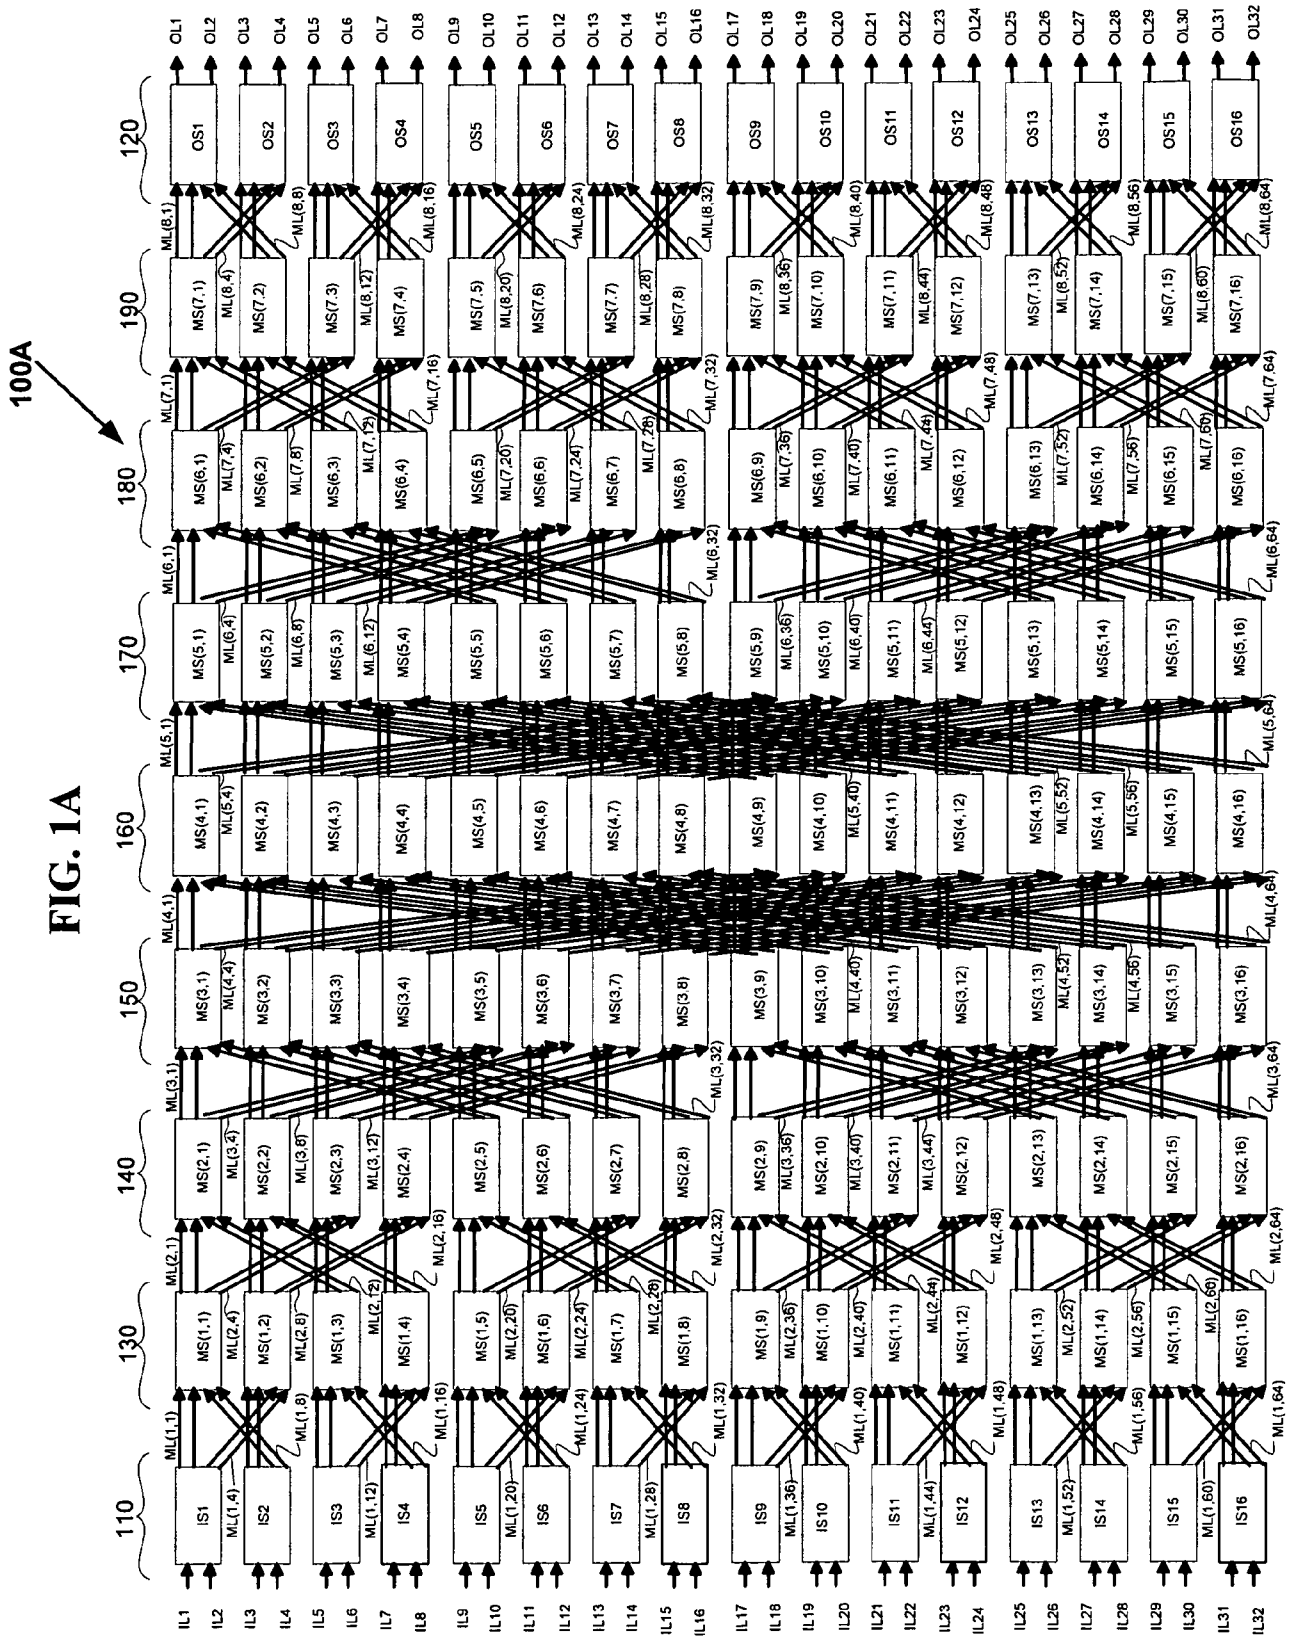 100A
FIG. 1A
110 130 140 150 160 170 180 190 120
ML(1,1) ML(2,1) ML(3,1) ML(4,1) ML(5,1) ML(6,1) ML(7,1) ML(8,1)
IL1 OL1
IS1 MS(1,1) MS(2,1) MS(3,1) MS(4,1) MS(5,1) MS(6,1) MS(7,1) OS1
IL2 OL2
ML(1,4) ML(2,4) ML(3,4) ML(4,4) ML(5,4) ML(6,4) ML(7,4) ML(8,4)
IL3 OL3
IS2 MS(1,2) MS(2,2) MS(3,2) MS(4,2) MS(5,2) MS(6,2) MS(7,2) OS2
IL4 OL4
ML(1,8) ML(2,8) ML(3,8) ML(6,8) ML(7,8) ML(8,8)
IL5 OL5
IS3 MS(1,3) MS(2,3) MS(3,3) MS(4,3) MS(5,3) MS(6,3) MS(7,3) OS3
IL6 OL6
ML(1,12) ML(2,12) ML(3,12) ML(6,12) ML(7,12) ML(8,12)
IL7 OL7
IS4 MS(1,4) MS(2,4) MS(3,4) MS(4,4) MS(5,4) MS(6,4) MS(7,4) OS4
IL8 OL8
ML(1,16) ML(2,16) ML(7,16) ML(8,16)
IL9 OL9
IS5 MS(1,5) MS(2,5) MS(3,5) MS(4,5) MS(5,5) MS(6,5) MS(7,5) OS5
IL10 OL10
ML(1,20) ML(2,20) ML(7,20) ML(8,20)
IL11 OL11
IS6 MS(1,6) MS(2,6) MS(3,6) MS(4,6) MS(5,6) MS(6,6) MS(7,6) OS6
IL12 OL12
ML(1,24) ML(2,24) ML(7,24) ML(8,24)
IL13 OL13
IS7 MS(1,7) MS(2,7) MS(3,7) MS(4,7) MS(5,7) MS(6,7) MS(7,7) OS7
IL14 OL14
ML(1,28) ML(2,28) ML(7,28) ML(8,28)
IL15 OL15
IS8 MS(1,8) MS(2,8) MS(3,8) MS(4,8) MS(5,8) MS(6,8) MS(7,8) OS8
IL16 OL16
ML(1,32) ML(2,32) ML(3,32) ML(6,32) ML(7,32) ML(8,32)
IL17 OL17
IS9 MS(1,9) MS(2,9) MS(3,9) MS(4,9) MS(5,9) MS(6,9) MS(7,9) OS9
IL18 OL18
ML(1,36) ML(2,36) ML(3,36) ML(6,36) ML(7,36) ML(8,36)
IL19 OL19
IS10 MS(1,10) MS(2,10) MS(3,10) MS(4,10) MS(5,10) MS(6,10) MS(7,10) OS10
IL20 OL20
ML(1,40) ML(2,40) ML(3,40) ML(4,40) ML(5,40) ML(6,40) ML(7,40) ML(8,40)
IL21 OL21
IS11 MS(1,11) MS(2,11) MS(3,11) MS(4,11) MS(5,11) MS(6,11) MS(7,11) OS11
IL22 OL22
ML(1,44) ML(2,44) ML(3,44) ML(6,44) ML(7,44) ML(8,44)
IL23 OL23
IS12 MS(1,12) MS(2,12) MS(3,12) MS(4,12) MS(5,12) MS(6,12) MS(7,12) OS12
IL24 OL24
ML(1,48) ML(2,48) ML(7,48) ML(8,48)
IL25 OL25
IS13 MS(1,13) MS(2,13) MS(3,13) MS(4,13) MS(5,13) MS(6,13) MS(7,13) OS13
IL26 OL26
ML(1,52) ML(2,52) ML(4,52) ML(5,52) ML(7,52) ML(8,52)
IL27 OL27
IS14 MS(1,14) MS(2,14) MS(3,14) MS(4,14) MS(5,14) MS(6,14) MS(7,14) OS14
IL28 OL28
ML(1,56) ML(2,56) ML(4,56) ML(5,56) ML(7,56) ML(8,56)
IL29 OL29
IS15 MS(1,15) MS(2,15) MS(3,15) MS(4,15) MS(5,15) MS(6,15) MS(7,15) OS15
IL30 OL30
ML(1,60) ML(2,60) ML(7,60) ML(8,60)
IL31 OL31
IS16 MS(1,16) MS(2,16) MS(3,16) MS(4,16) MS(5,16) MS(6,16) MS(7,16) OS16
IL32 OL32
ML(1,64) ML(2,64) ML(3,64) ML(4,64) ML(5,64) ML(6,64) ML(7,64) ML(8,64)